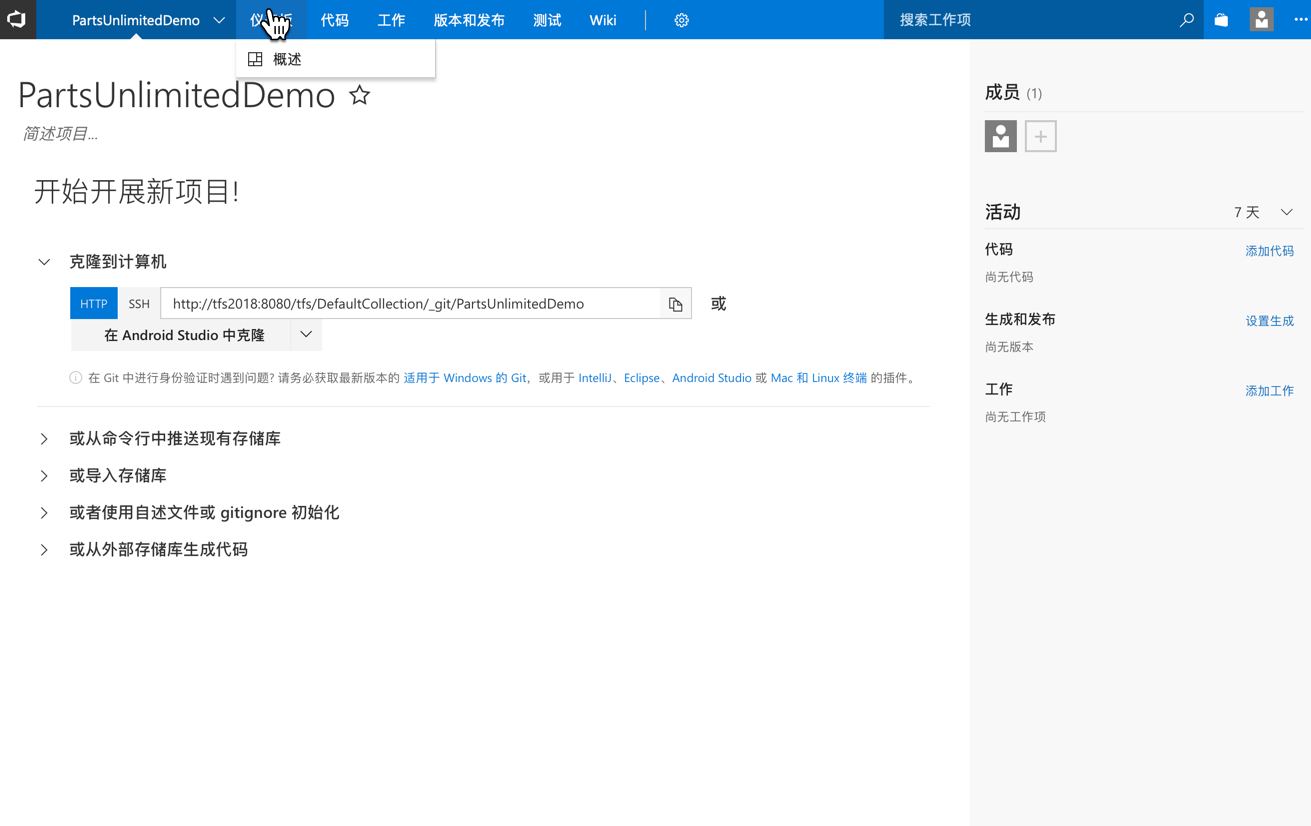 PartsUnlimitedDemo
代码
工作
版本和发布
测试
Wiki
搜索工作项
概述
PartsUnlimitedDemo
简述项目...
开始开展新项目!
克隆到计算机
HTTP
SSH
http://tfs2018:8080/tfs/DefaultCollection/_git/PartsUnlimitedDemo
或
在 Android Studio 中克隆
在 Git 中进行身份验证时遇到问题? 请务必获取最新版本的 适用于 Windows 的 Git，或用于 IntelliJ、Eclipse、Android Studio 或 Mac 和 Linux 终端 的插件。
或从命令行中推送现有存储库
或导入存储库
或者使用自述文件或 gitignore 初始化
或从外部存储库生成代码
成员 (1)
活动
7 天
代码
添加代码
尚无代码
生成和发布
设置生成
尚无版本
工作
添加工作
尚无工作项